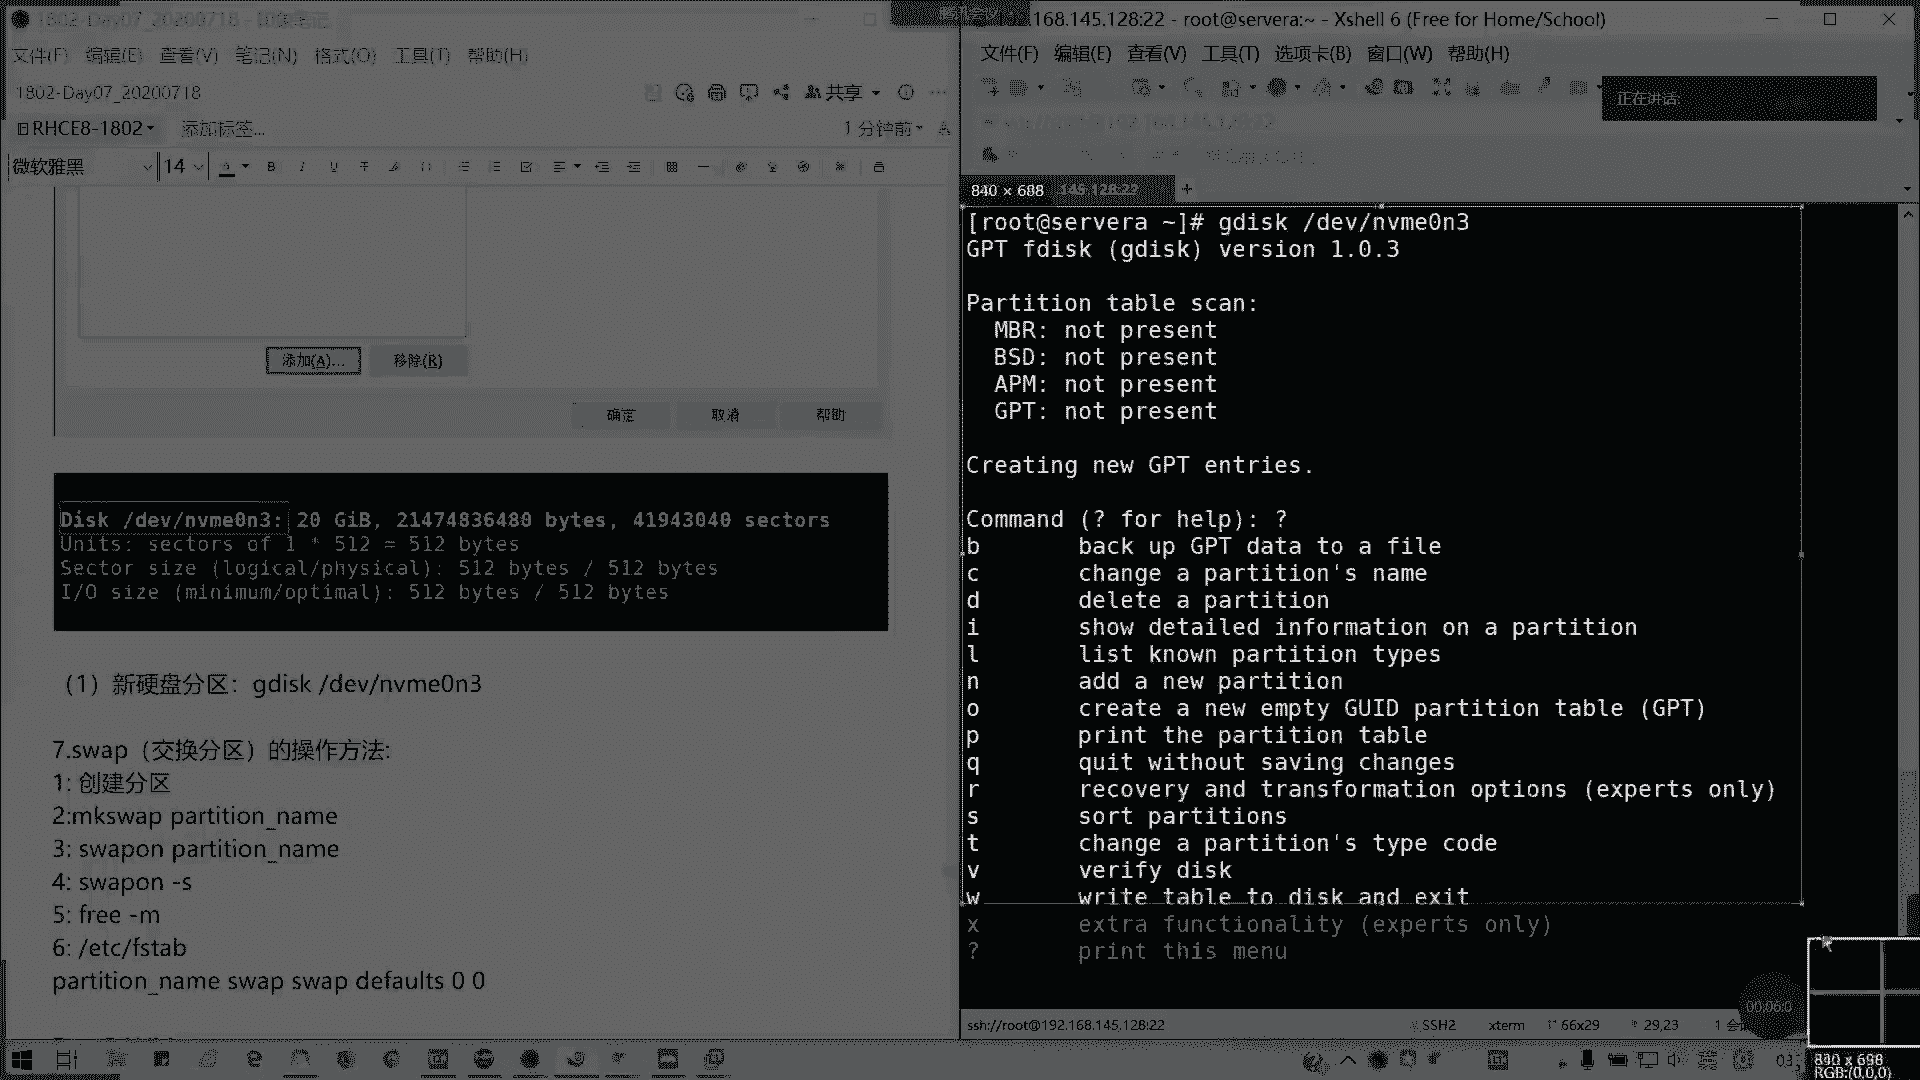 1802-Day07_20200718 - 印象笔记
文件(F) 编辑(E) 查看(V) 笔记(N) 格式(O) 工具(T) 帮助(H)
1802-Day07_20200718
共享
RHCE8-1802
添加标签...
1 分钟前
微软雅黑
14
添加(A)...
移除(R)
确定
取消
帮助
Disk /dev/nvme0n3: 20 GiB, 21474836480 bytes, 41943040 sectors
Units: sectors of 1 * 512 = 512 bytes
Sector size (logical/physical): 512 bytes / 512 bytes
I/O size (minimum/optimal): 512 bytes / 512 bytes
（1）新硬盘分区：gdisk /dev/nvme0n3
7.swap（交换分区）的操作方法:
1: 创建分区
2:mkswap partition_name
3: swapon partition_name
4: swapon -s
5: free -m
6: /etc/fstab
partition_name swap swap defaults 0 0
168.145.128:22 - root@servera:~ - Xshell 6 (Free for Home/School)
文件(F) 编辑(E) 查看(V) 工具(T) 选项卡(B) 窗口(W) 帮助(H)
正在讲话:
840 × 688
145.128:22
[root@servera ~]# gdisk /dev/nvme0n3
GPT fdisk (gdisk) version 1.0.3
Partition table scan:
MBR: not present
BSD: not present
APM: not present
GPT: not present
Creating new GPT entries.
Command (? for help): ?
b back up GPT data to a file
c change a partition's name
d delete a partition
i show detailed information on a partition
l list known partition types
n add a new partition
o create a new empty GUID partition table (GPT)
p print the partition table
q quit without saving changes
r recovery and transformation options (experts only)
s sort partitions
t change a partition's type code
v verify disk
w write table to disk and exit
x extra functionality (experts only)
? print this menu
00:06:0
ssh://root@192.168.145.128:22
SSH2
xterm
66x29
29,23
840 x 698
RGB:(0,0,0)